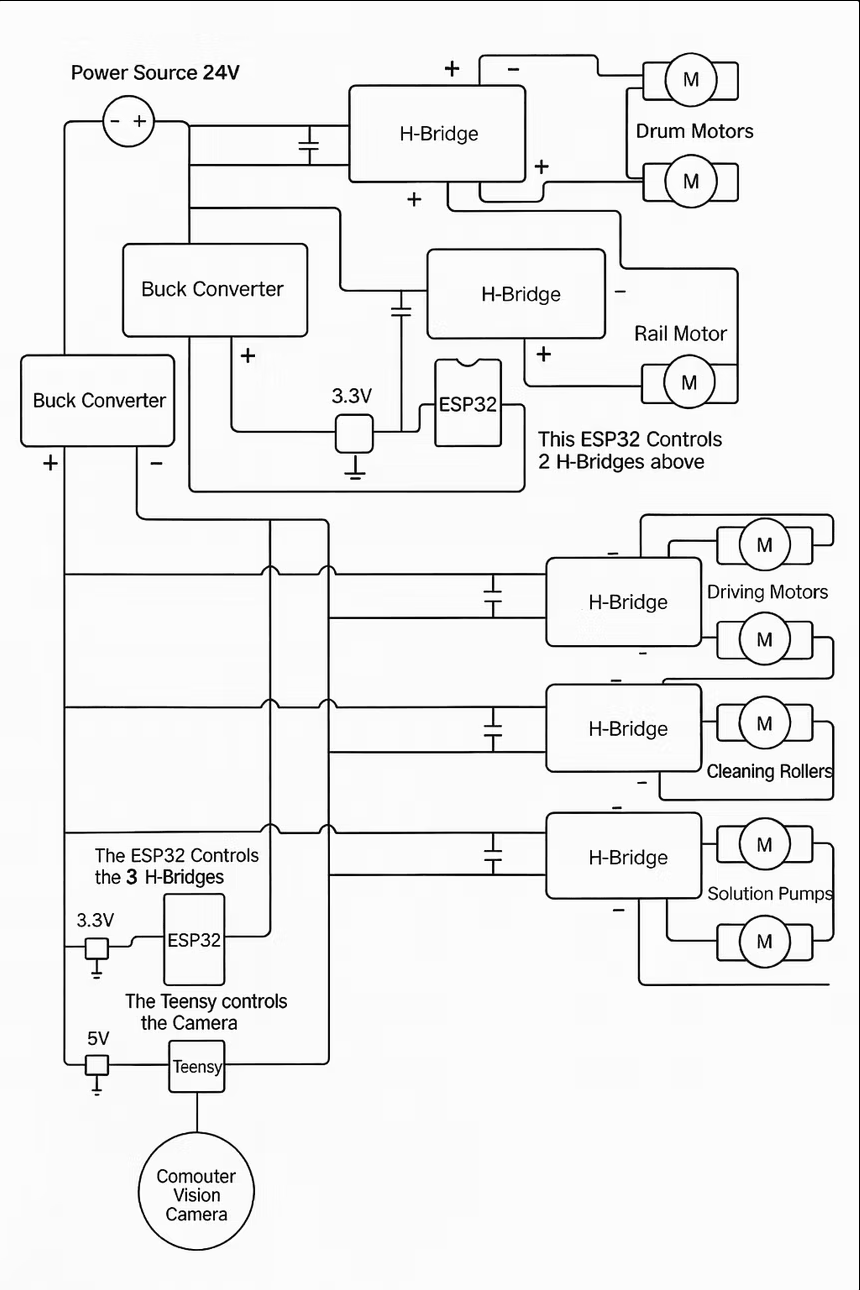 Power Source 24V
- +
+
-
H-Bridge
M
Drum Motors
+
M
+
Buck Converter
H-Bridge
-
+
+
Rail Motor
M
3.3V
ESP32
Buck Converter
This ESP32 Controls
2 H-Bridges above
+
-
-
M
H-Bridge
Driving Motors
M
-
-
H-Bridge
M
Cleaning Rollers
-
-
M
H-Bridge
The ESP32 Controls
the 3 H-Bridges
Solution Pumps
-
3.3V
ESP32
M
The Teensy controls
the Camera
5V
Teensy
Comouter
Vision
Camera